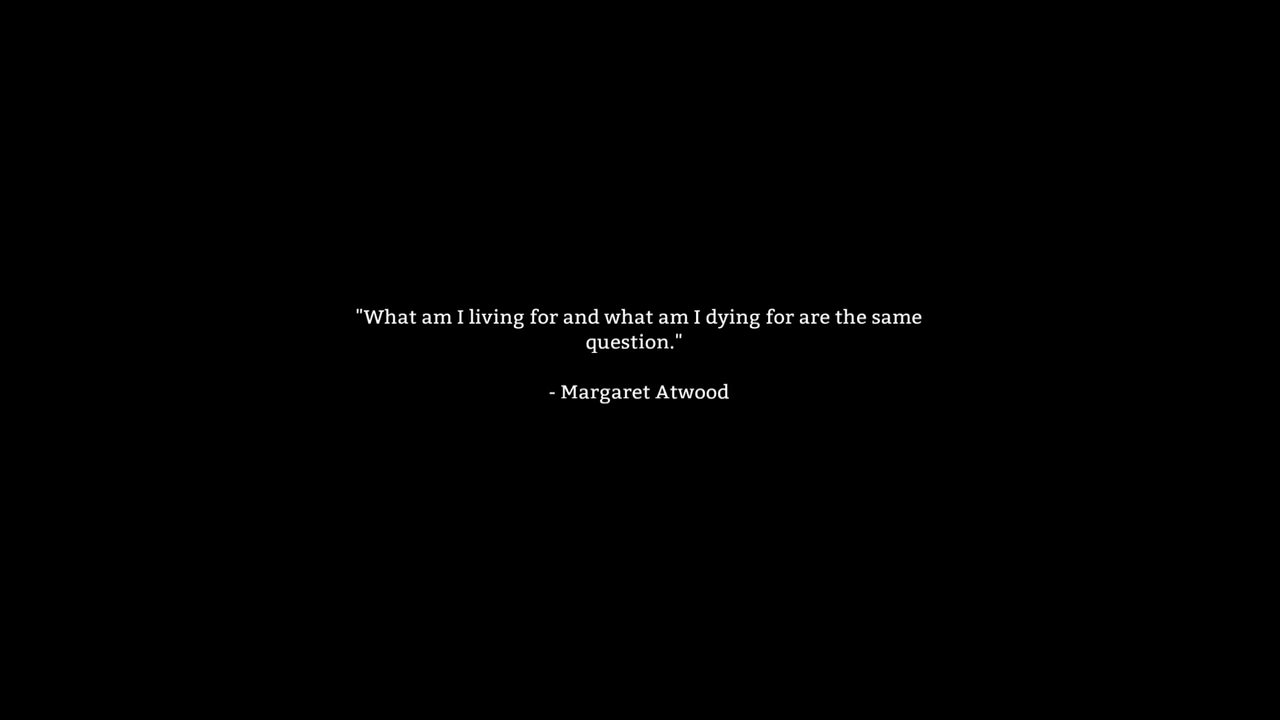 "What am I living for and what am I dying for are the same
question."
- Margaret Atwood